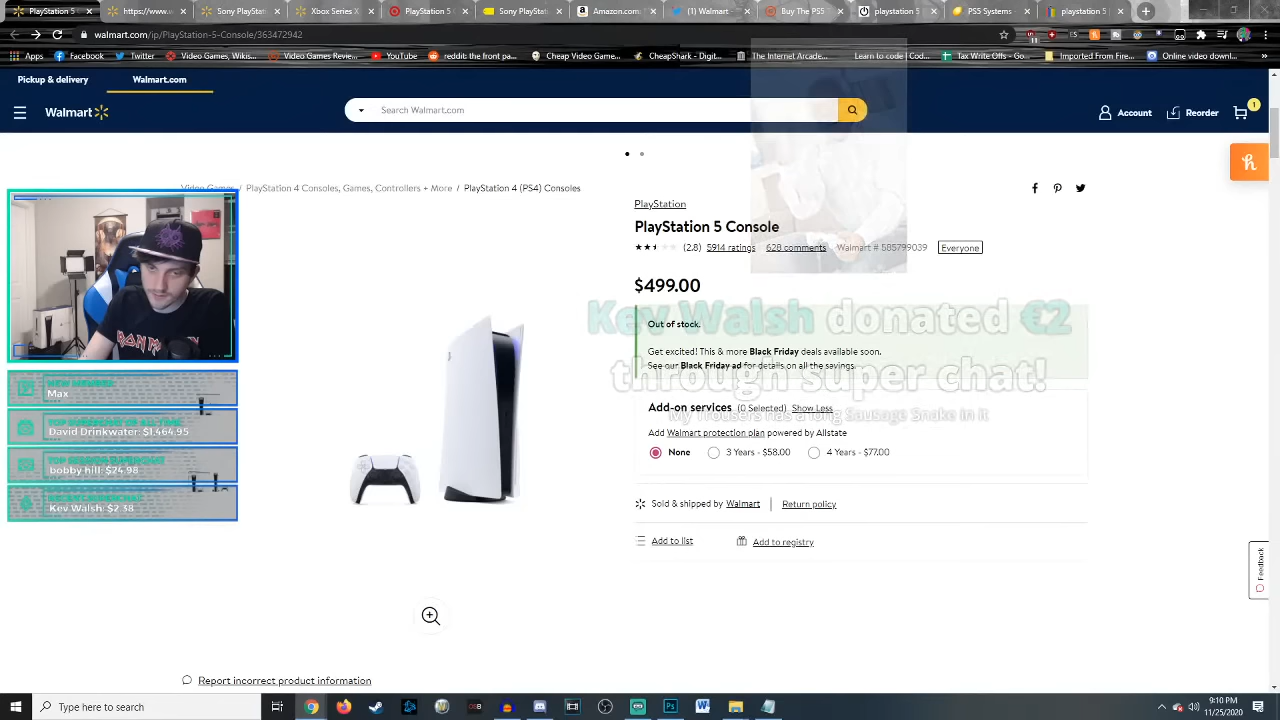 PlayStation 5
https://www.
Sony PlaySta
Xbox Series X
PlayStation 5
Sony PlaySta
Amazon.com
(1) Walmart
Buy The PS5
playstation 5
PS5 Systems
playstation 5
walmart.com/ip/PlayStation-5-Console/363472942
Apps
Facebook
Twitter
Video Games, Wikis...
Video Games Review...
YouTube
reddit: the front pa...
Cheap Video Game...
CheapShark - Digit...
The Internet Arcade...
Learn to code | Cod...
Tax Write Offs - Go...
Imported From Fire...
Online video downl...
Pickup & delivery
Walmart.com
Walmart
Search Walmart.com
Account
Reorder
1
Video Games / PlayStation 4 Consoles, Games, Controllers + More / PlayStation 4 (PS4) Consoles
PlayStation
PlayStation 5 Console
(2.8) 5914 ratings 628 comments Walmart # 585799039 Everyone
$499.00
Kev Walsh donated €2
through super chat!
My Trousers has a long Sausage Snake in it
Out of stock.
Get excited! This & more Black Friday deals available soon.
See our Black Friday ad for details on all the savings.
Add-on services (0 Selected) Show Less
Add Walmart protection plan powered by Allstate
None
3 Years - $58.00
4 Years - $77.00
Sold & shipped by Walmart | Return policy
Add to list
Add to registry
IRON MAIDEN
NEW MEMBER
Max
David Drinkwater: $1,464.95
bobby hill: $24.98
Kev Walsh: $2.38
Feedback
Report incorrect product information
Type here to search
9:10 PM
11/25/2020